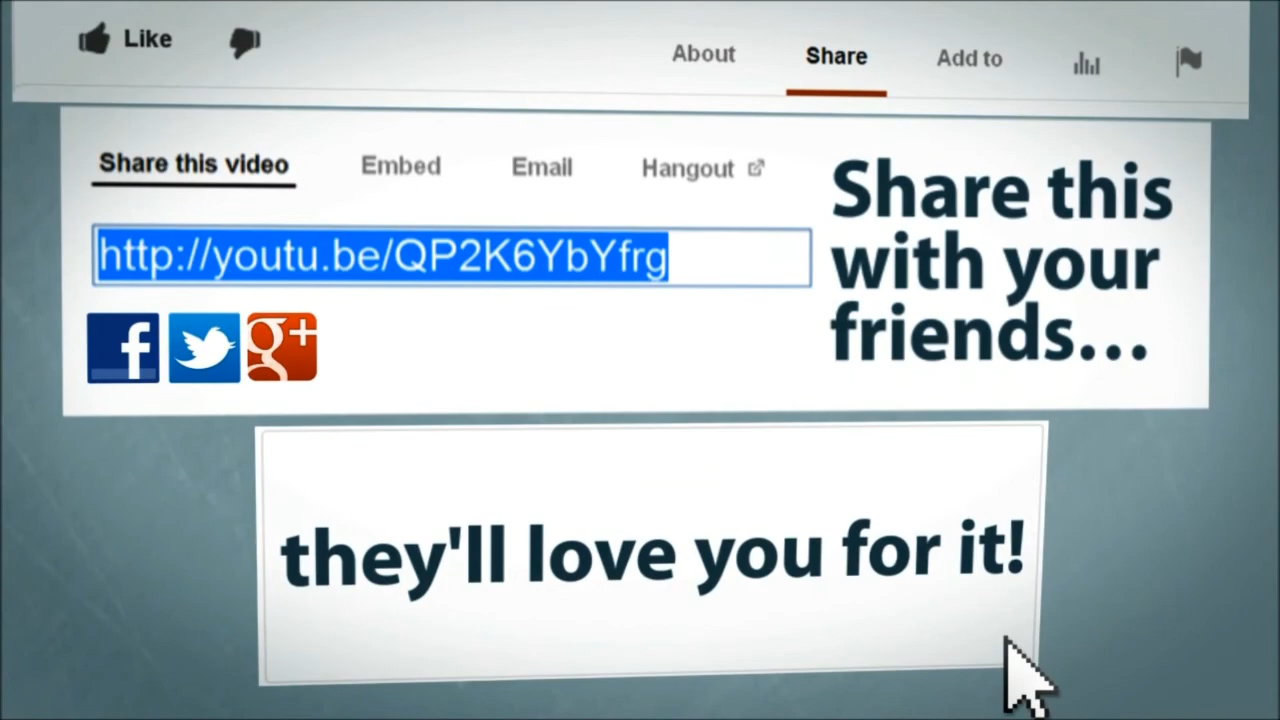 Like
About Share Add to
Share this video Embed Email Hangout
http://youtu.be/QP2K6YbYfrg
f g+
Share this
with your
friends...
they'll love you for it!